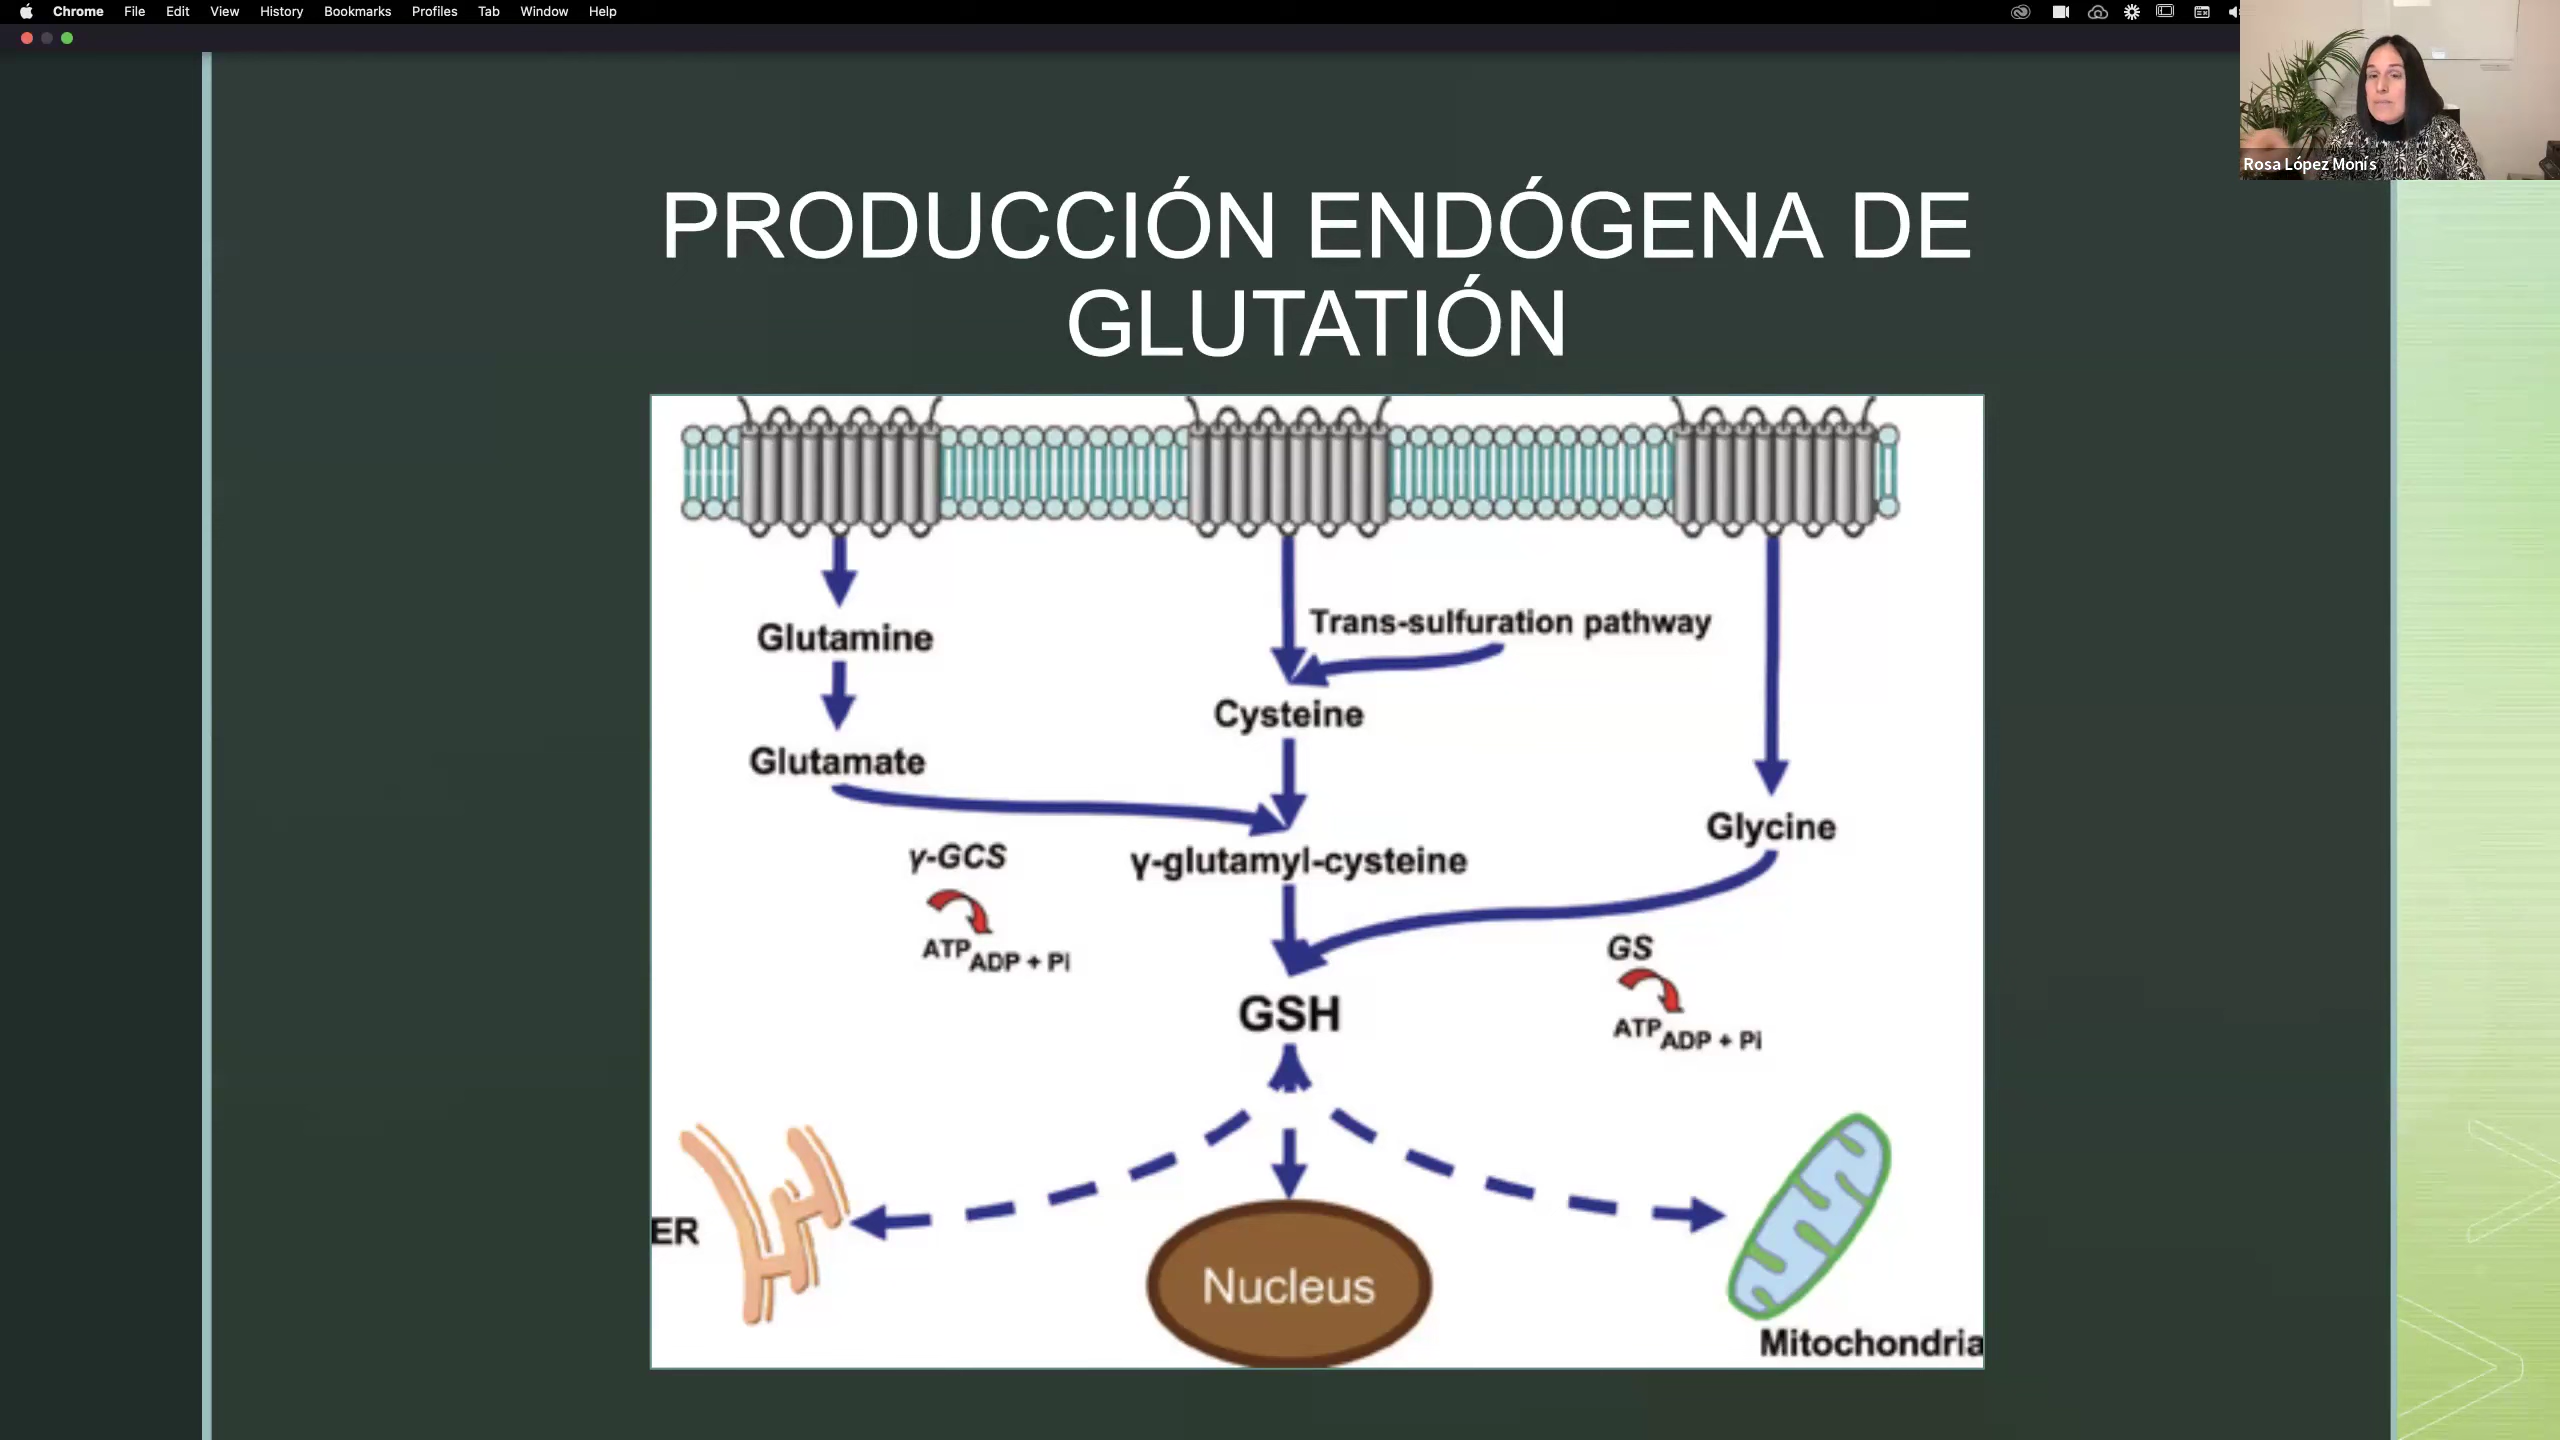 Chrome File Edit View History Bookmarks Profiles Tab Window Help
Rosa López Monís
PRODUCCIÓN ENDÓGENA DE
GLUTATIÓN
Glutamine
Trans-sulfuration pathway
Cysteine
Glutamate
Glycine
γ-GCS
γ-glutamyl-cysteine
ATP ADP + Pi
GS
GSH
ATP ADP + Pi
ER
Nucleus
Mitochondria